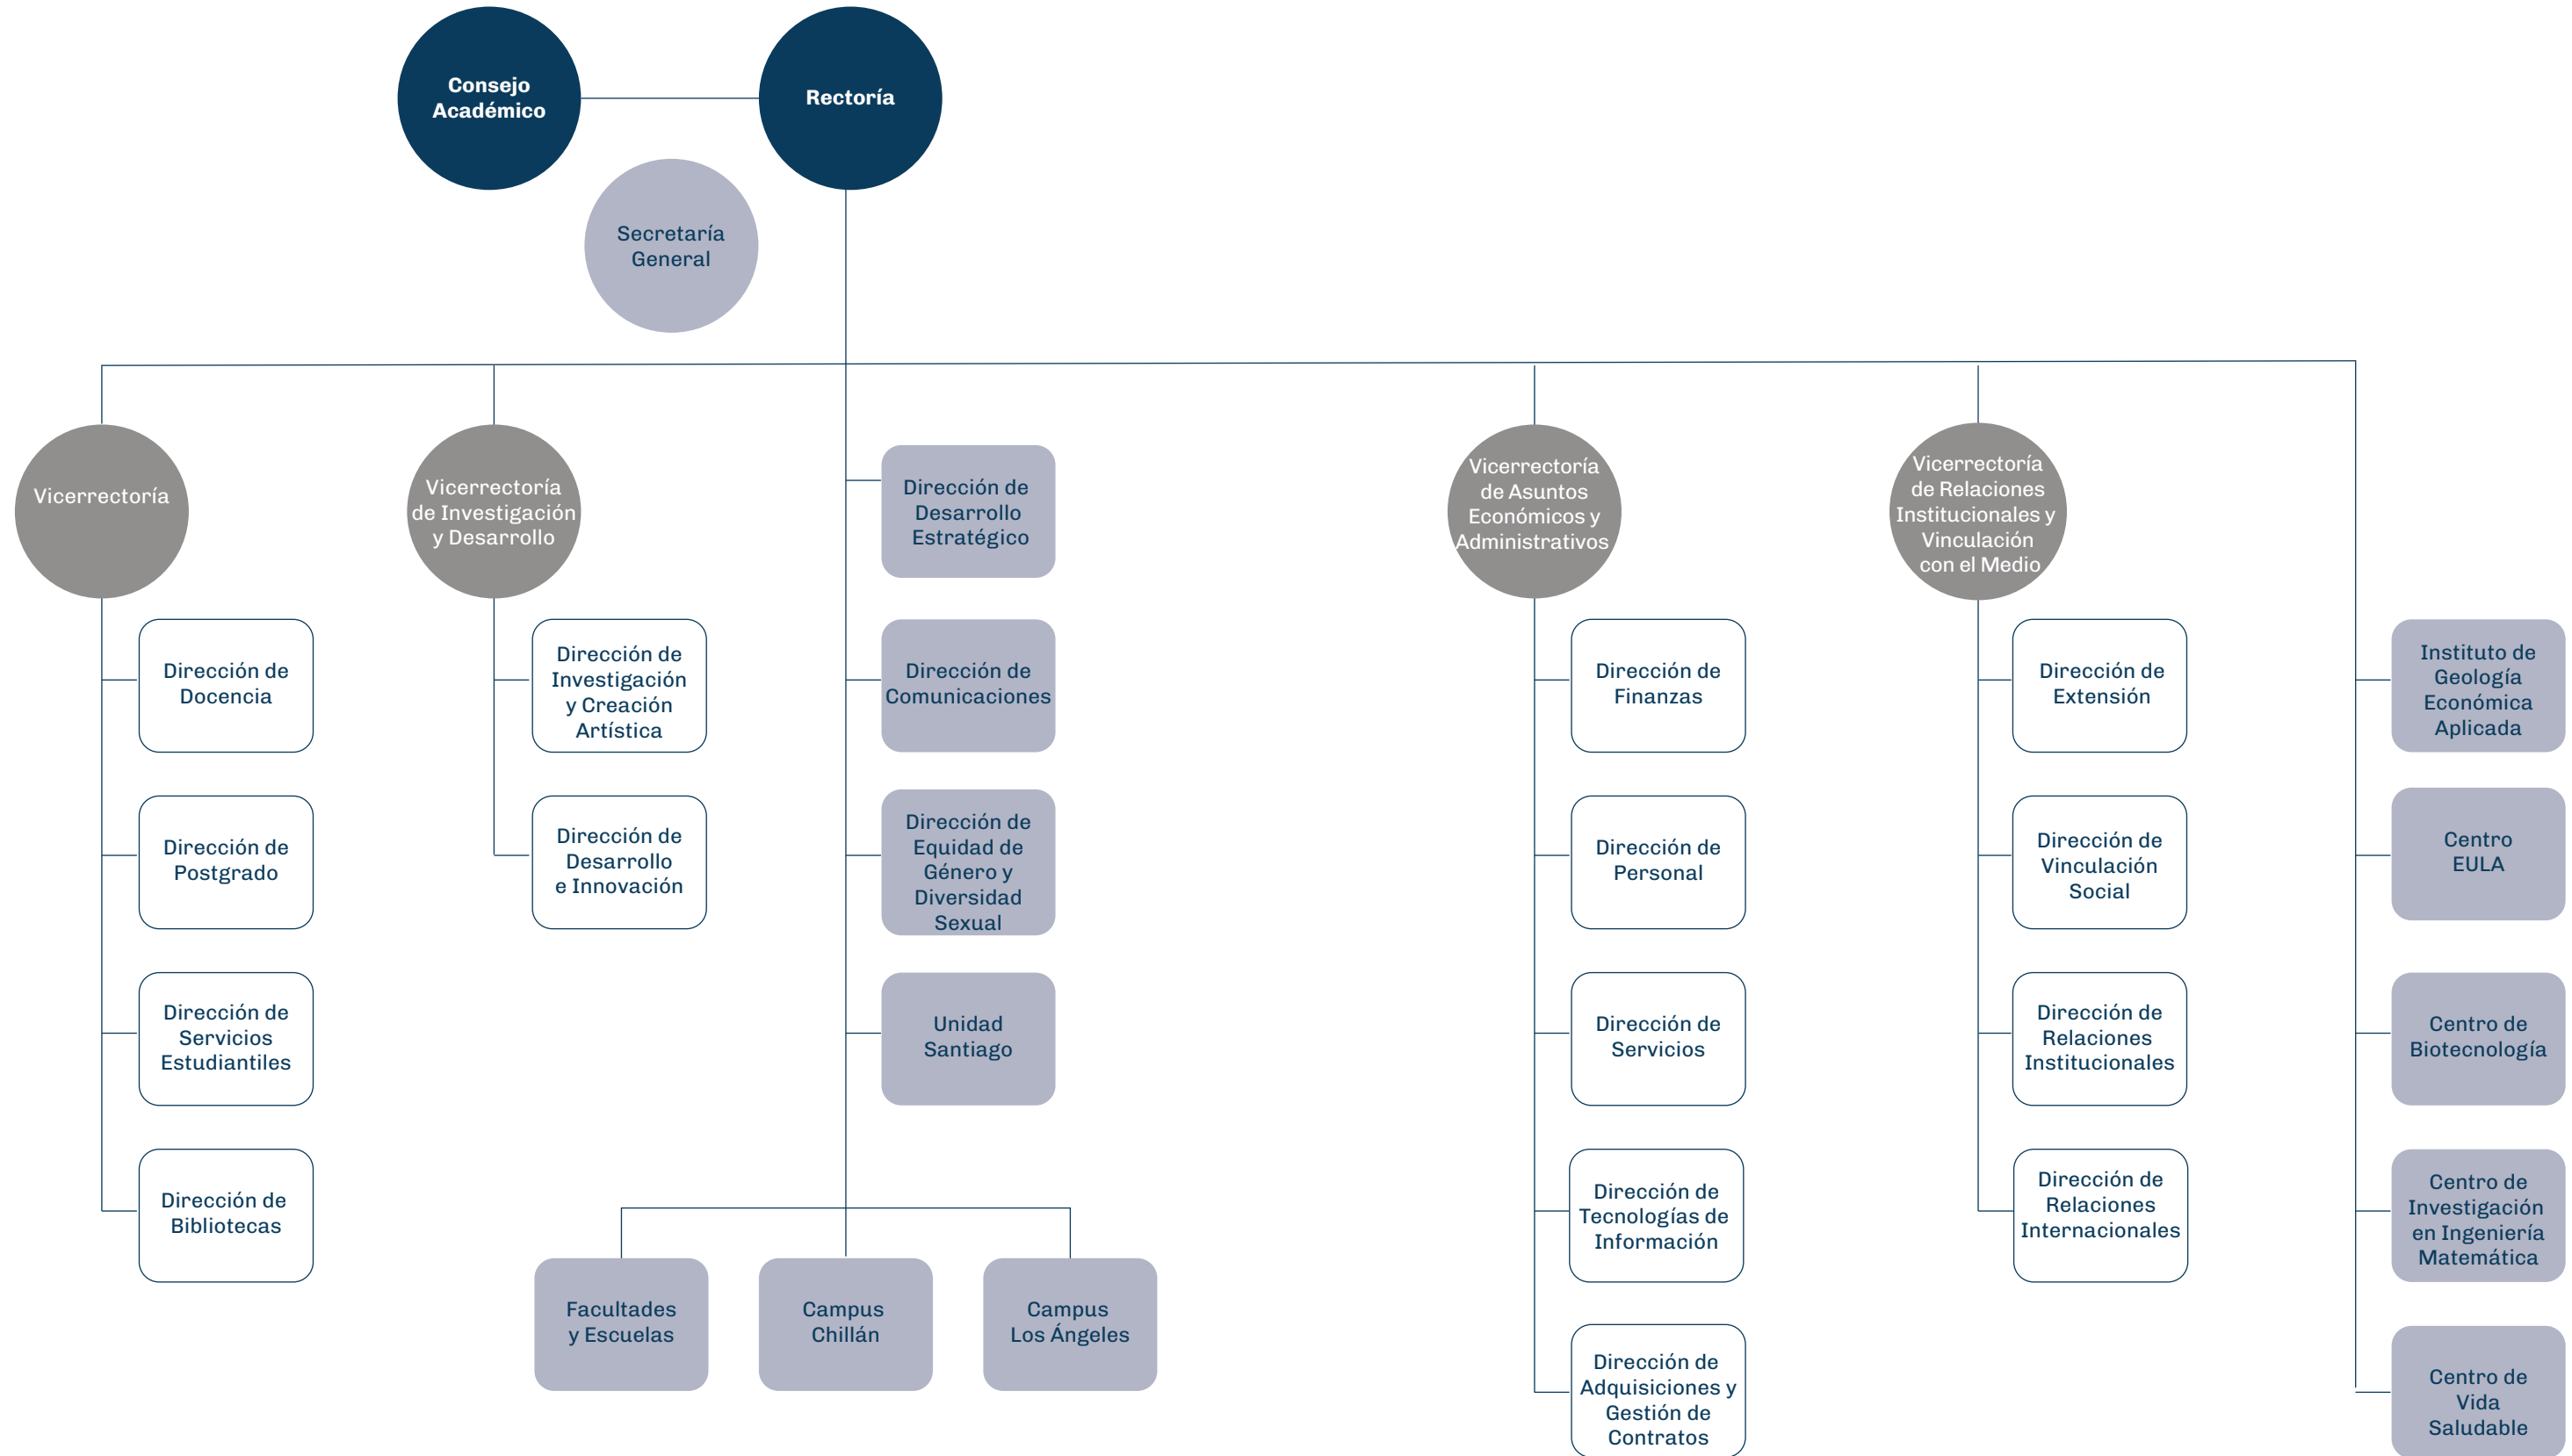 Consejo
Académico
Rectoría
Secretaría
General
Vicerrectoría
Dirección de
Docencia
Dirección de
Postgrado
Dirección de
Servicios
Estudiantiles
Dirección de
Bibliotecas
Vicerrectoría
de Investigación
y Desarrollo
Dirección de
Investigación
y Creación
Artística
Dirección de
Desarrollo
e Innovación
Dirección de
Desarrollo
Estratégico
Dirección de
Comunicaciones
Dirección de
Equidad de
Género y
Diversidad
Sexual
Unidad
Santiago
Facultades
y Escuelas
Campus
Chillán
Campus
Los Ángeles
Vicerrectoría
de Asuntos
Económicos y
Administrativos
Dirección de
Finanzas
Dirección de
Personal
Dirección de
Servicios
Dirección de
Tecnologías de
Información
Dirección de
Adquisiciones y
Gestión de
Contratos
Vicerrectoría
de Relaciones
Institucionales y
Vinculación
con el Medio
Dirección de
Extensión
Dirección de
Vinculación
Social
Dirección de
Relaciones
Institucionales
Dirección de
Relaciones
Internacionales
Instituto de
Geología
Económica
Aplicada
Centro
EULA
Centro de
Biotecnología
Centro de
Investigación
en Ingeniería
Matemática
Centro de
Vida
Saludable